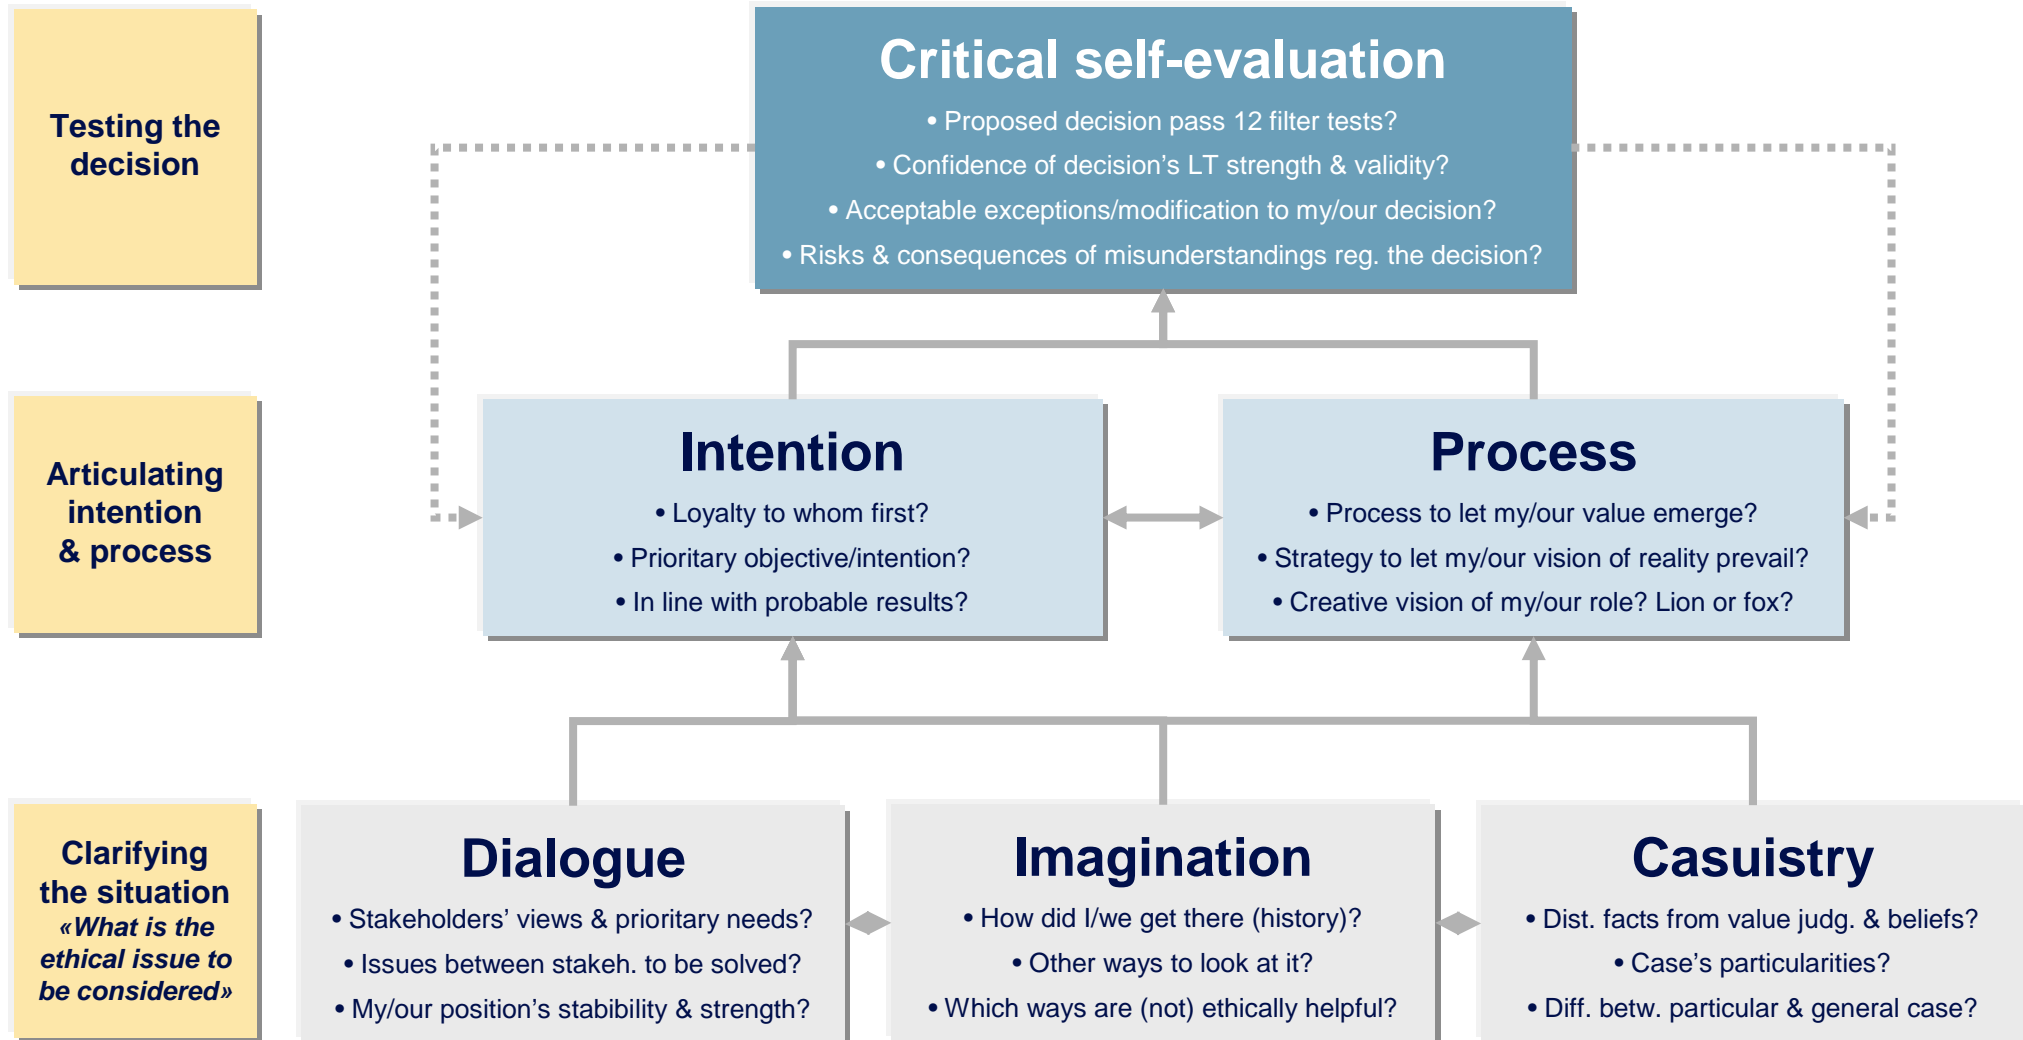 Testing the
decision
Critical self-evaluation
• Proposed decision pass 12 filter tests?
• Confidence of decision’s LT strength & validity?
• Acceptable exceptions/modification to my/our decision?
• Risks & consequences of misunderstandings reg. the decision?
Articulating
intention
& process
Intention
• Loyalty to whom first?
• Prioritary objective/intention?
• In line with probable results?
Process
• Process to let my/our value emerge?
• Strategy to let my/our vision of reality prevail?
• Creative vision of my/our role? Lion or fox?
Clarifying
the situation
«What is the
ethical issue to
be considered»
Dialogue
• Stakeholders’ views & prioritary needs?
• Issues between stakeh. to be solved?
• My/our position’s stabibility & strength?
Imagination
• How did I/we get there (history)?
• Other ways to look at it?
• Which ways are (not) ethically helpful?
Casuistry
• Dist. facts from value judg. & beliefs?
• Case’s particularities?
• Diff. betw. particular & general case?